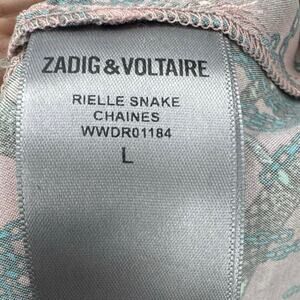 ZADIG & VOLTAIRE
RIELLE SNAKE
CHAINES
WWDR01184
L